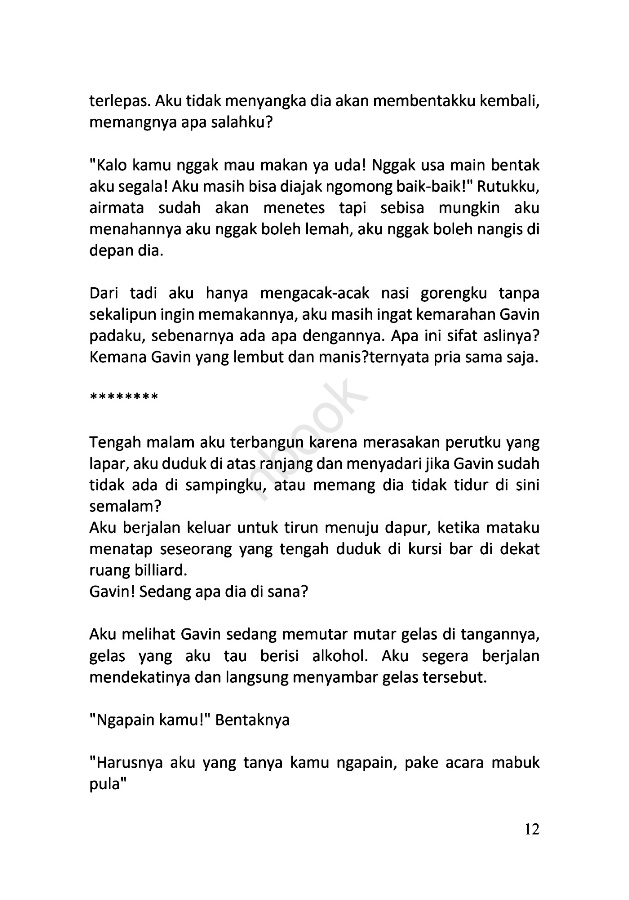 terlepas. Aku tidak menyangka dia akan membentakku kembali,
memangnya apa salahku?
"Kalo kamu nggak mau makan ya uda! Nggak usa main bentak
aku segala! Aku masih bisa diajak ngomong baik-baik!" Rutukku,
airmata sudah akan menetes tapi sebisa mungkin aku
menahannya aku nggak boleh lemah, aku nggak boleh nangis di
depan dia.
Dari tadi aku hanya mengacak-acak nasi gorengku tanpa
sekalipun ingin memakannya, aku masih ingat kemarahan Gavin
padaku, sebenarnya ada apa dengannya. Apa ini sifat aslinya?
Kemana Gavin yang lembut dan manis?ternyata pria sama saja.
********
Tengah malam aku terbangun karena merasakan perutku yang
lapar, aku duduk di atas ranjang dan menyadari jika Gavin sudah
tidak ada di sampingku, atau memang dia tidak tidur di sini
semalam?
Aku berjalan keluar untuk tirun menuju dapur, ketika mataku
menatap seseorang yang tengah duduk di kursi bar di dekat
ruang billiard.
Gavin! Sedang apa dia di sana?
Aku melihat Gavin sedang memutar mutar gelas di tangannya,
gelas yang aku tau berisi alkohol. Aku segera berjalan
mendekatinya dan langsung menyambar gelas tersebut.
"Ngapain kamu!" Bentaknya
"Harusnya aku yang tanya kamu ngapain, pake acara mabuk
pula"
12